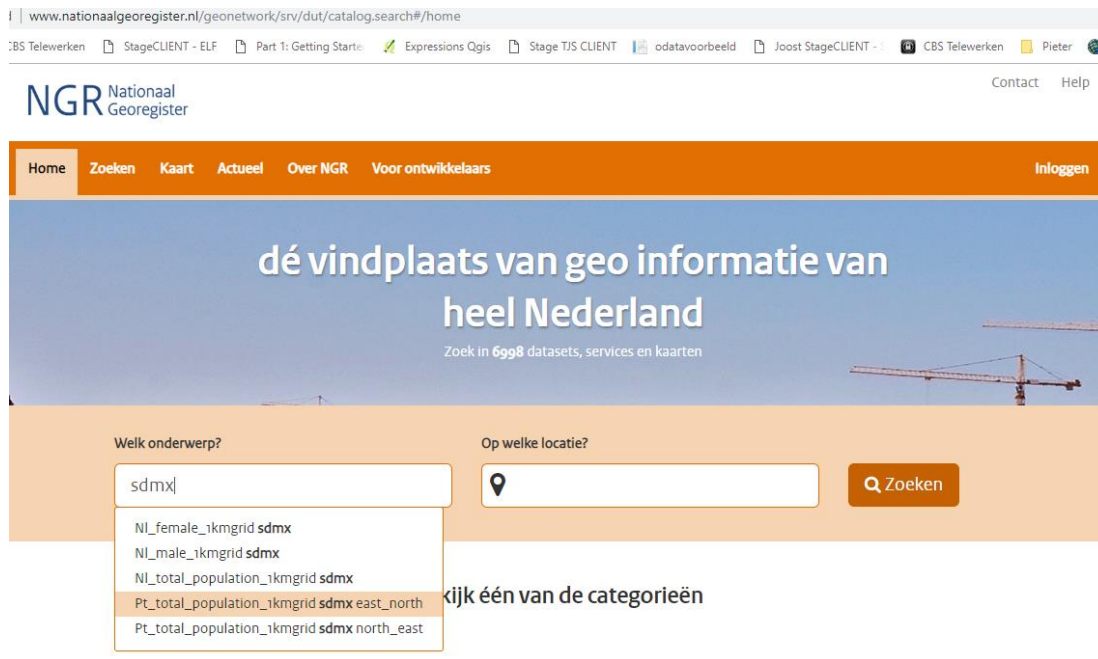 www.nationaalgeoregister.nl/geonetwork/srv/dut/catalog.search#/home
CBS Telewerken StageCLIENT - ELF Part 1: Getting Starte Expressions Qgis Stage TJS CLIENT odatavoorbeeld Joost StageCLIENT - CBS Telewerken Pieter
NGR Nationaal
Georegister
Contact Help
Home Zoeken Kaart Actueel Over NGR Voor ontwikkelaars Inloggen
dé vindplaats van geo informatie van
heel Nederland
Zoek in 6998 datasets, services en kaarten
Welk onderwerp? Op welke locatie?
sdmx Zoeken
Nl_female_1kmgrid sdmx
Nl_male_1kmgrid sdmx
Nl_total_population_1kmgrid sdmx
Pt_total_population_1kmgrid sdmx east_north
Pt_total_population_1kmgrid sdmx north_east
kijk één van de categorieën